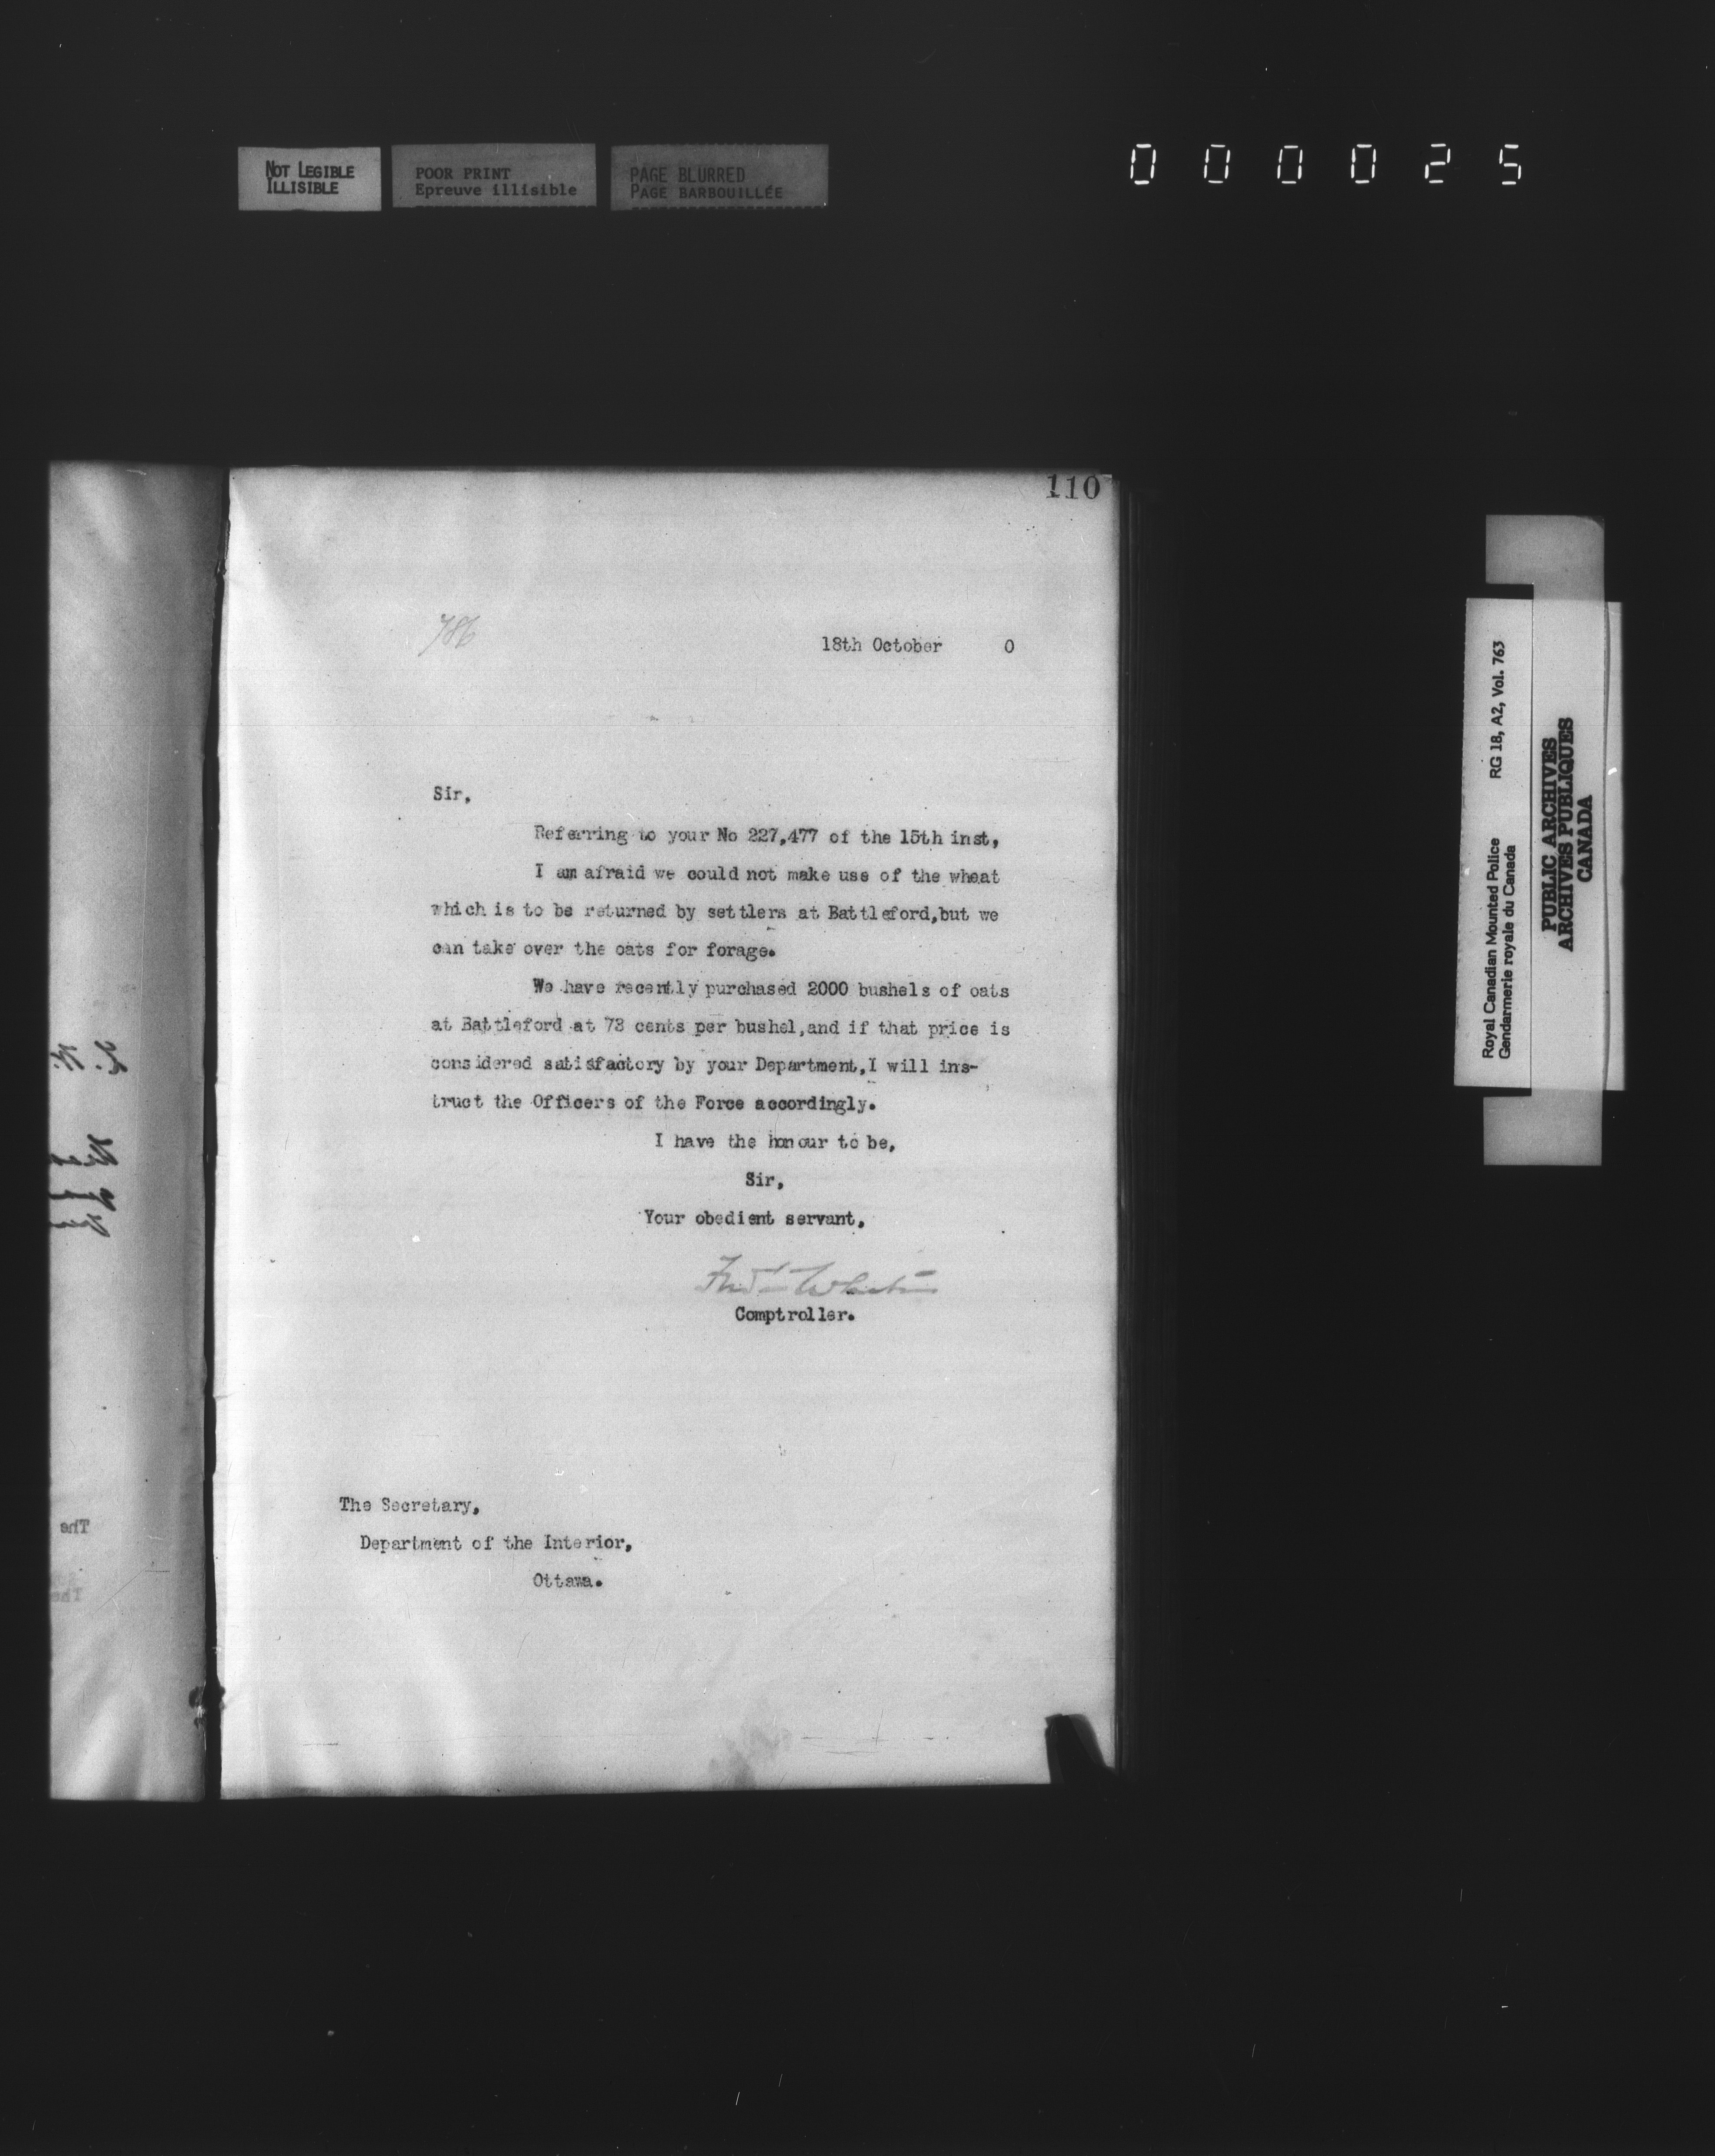 NOT LEGIBLE
ILLISIBLE
POOR PRINT
Epreuve illisible
PAGE BLURRED
PAGE BARBOUILLÉE
000025
110
786
18th October 0
Sir,
Referring to your No 227,477 of the 15th inst,
I am afraid we could not make use of the wheat
which is to be returned by settlers at Battleford,but we
can take over the oats for forage.
We have recently purchased 2000 bushels of oats
at Battleford at 73 cents per bushel,and if that price is
considered satisfactory by your Department,I will ins-
truct the Officers of the Force accordingly.
I have the honour to be,
Sir,
Your obedient servant,
Fred White
Comptroller.
The Secretary,
Department of the Interior,
Ottawa.
The
The
Royal Canadian Mounted Police RG 18, A2, Vol. 763
Gendarmerie royale du Canada
PUBLIC ARCHIVES
ARCHIVES PUBLIQUES
CANADA